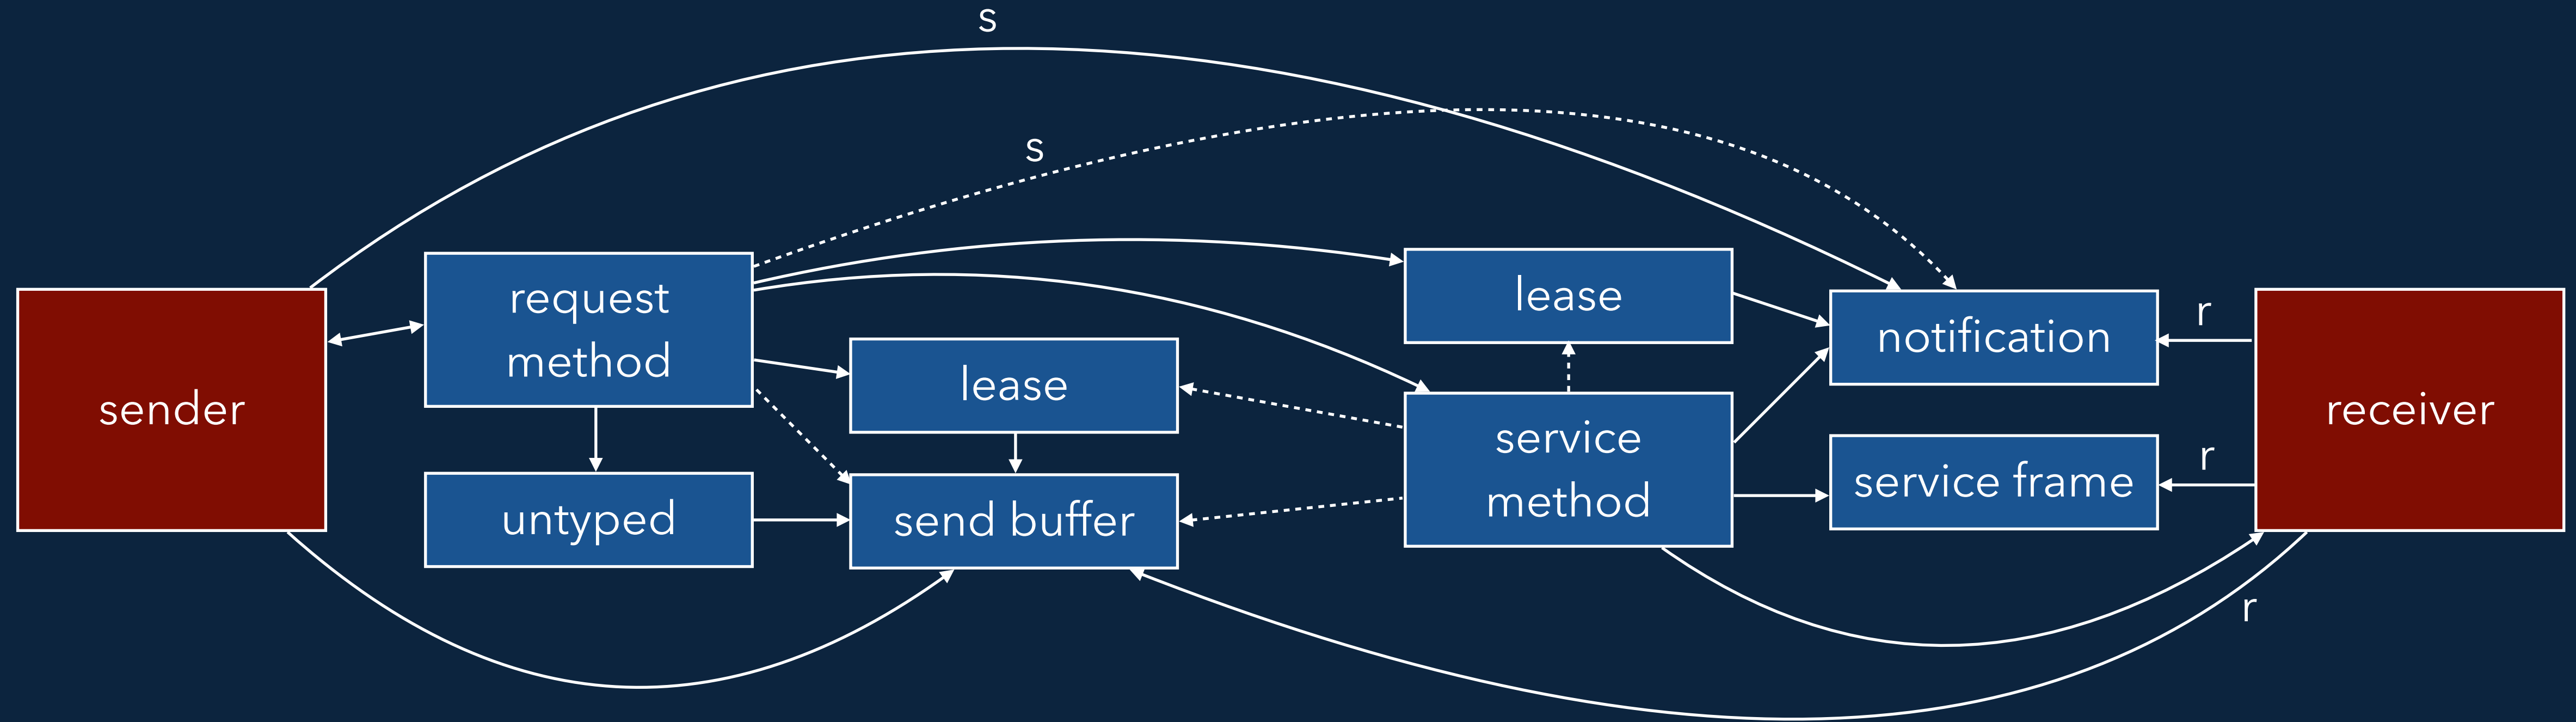 s
s
request
method
lease
notification
r
sender
lease
receiver
service
method
r
service frame
untyped
send buffer
r